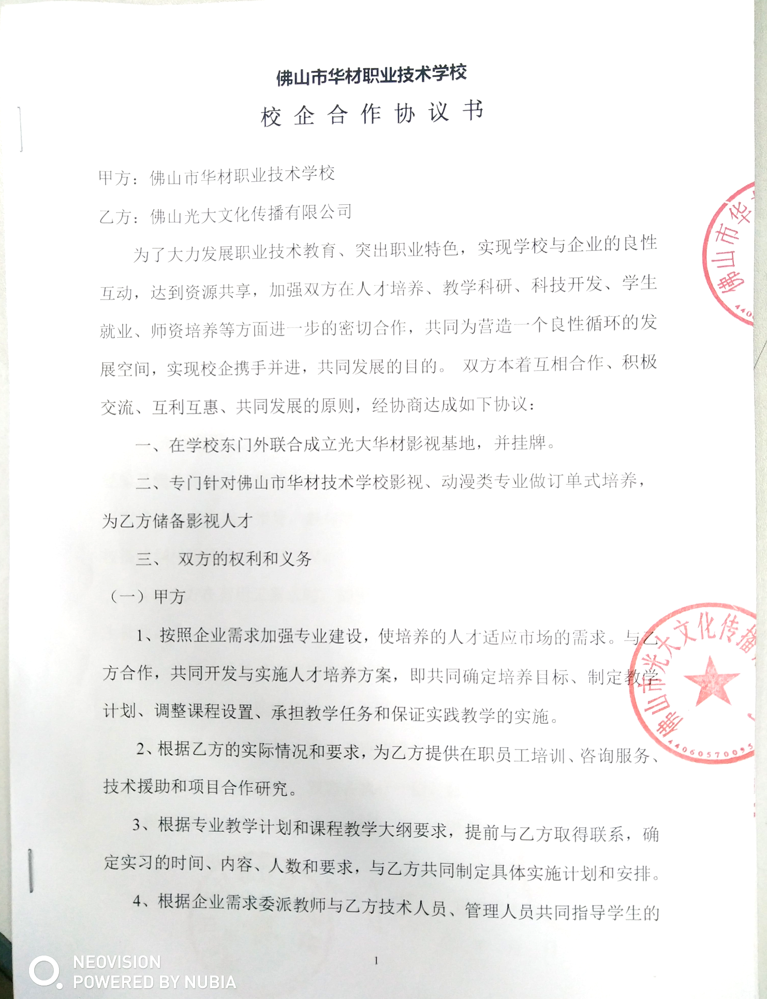 佛山市华材职业技术学校
校企合作协议书
甲方：佛山市华材职业技术学校
乙方：佛山光大文化传播有限公司
为了大力发展职业技术教育、突出职业特色，实现学校与企业的良性
互动，达到资源共享，加强双方在人才培养、教学科研、科技开发、学生
就业、师资培养等方面进一步的密切合作，共同为营造一个良性循环的发
展空间，实现校企携手并进，共同发展的目的。 双方本着互相合作、积极
交流、互利互惠、共同发展的原则，经协商达成如下协议：
一、在学校东门外联合成立光大华材影视基地，并挂牌。
二、专门针对佛山市华材技术学校影视、动漫类专业做订单式培养，
为乙方储备影视人才
三、 双方的权利和义务
（一）甲方
1、按照企业需求加强专业建设，使培养的人才适应市场的需求。与乙
方合作，共同开发与实施人才培养方案，即共同确定培养目标、制定教学
计划、调整课程设置、承担教学任务和保证实践教学的实施。
2、根据乙方的实际情况和要求，为乙方提供在职员工培训、咨询服务、
技术援助和项目合作研究。
3、根据专业教学计划和课程教学大纲要求，提前与乙方取得联系，确
定实习的时间、内容、人数和要求，与乙方共同制定具体实施计划和安排。
4、根据企业需求委派教师与乙方技术人员、管理人员共同指导学生的
1
佛山市华
440
佛山市光大文化传播
44060570095
NEOVISION
POWERED BY NUBIA